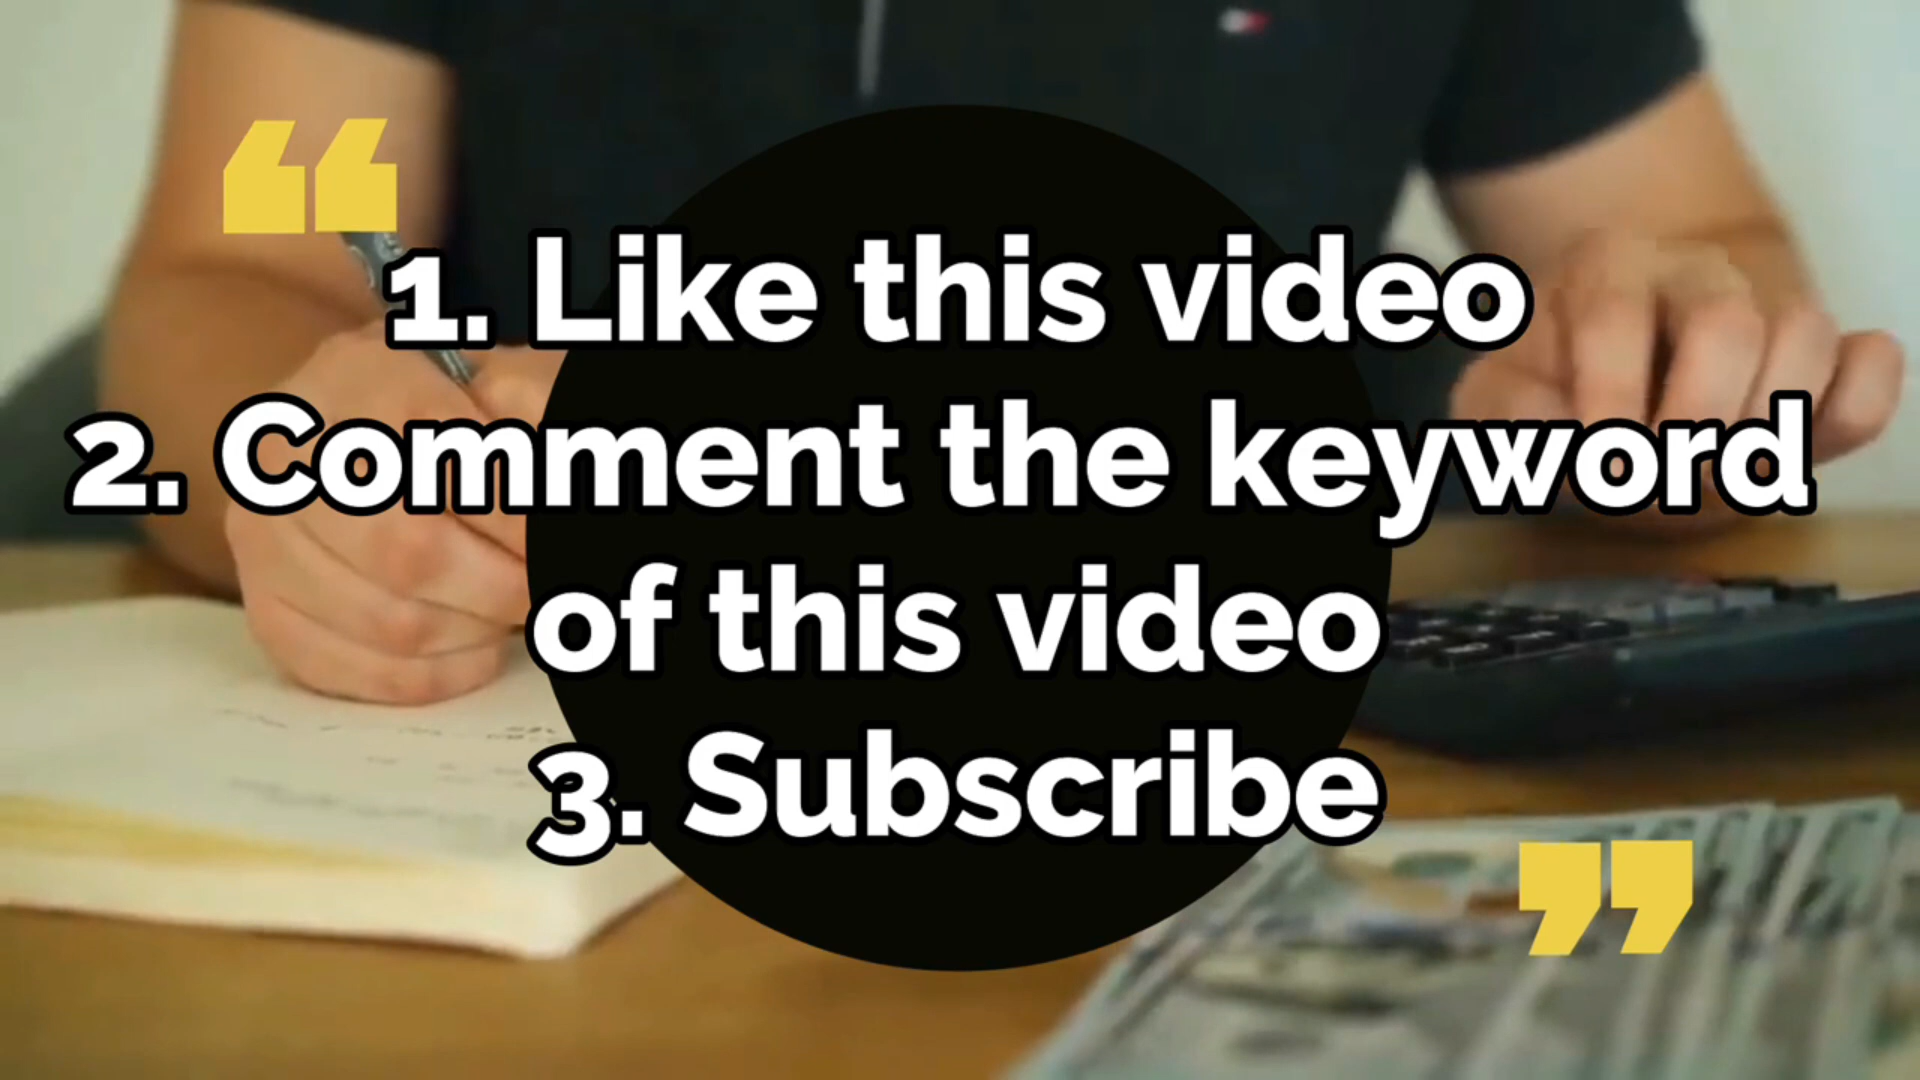 1. Like this video
2. Comment the keyword
of this video
3. Subscribe